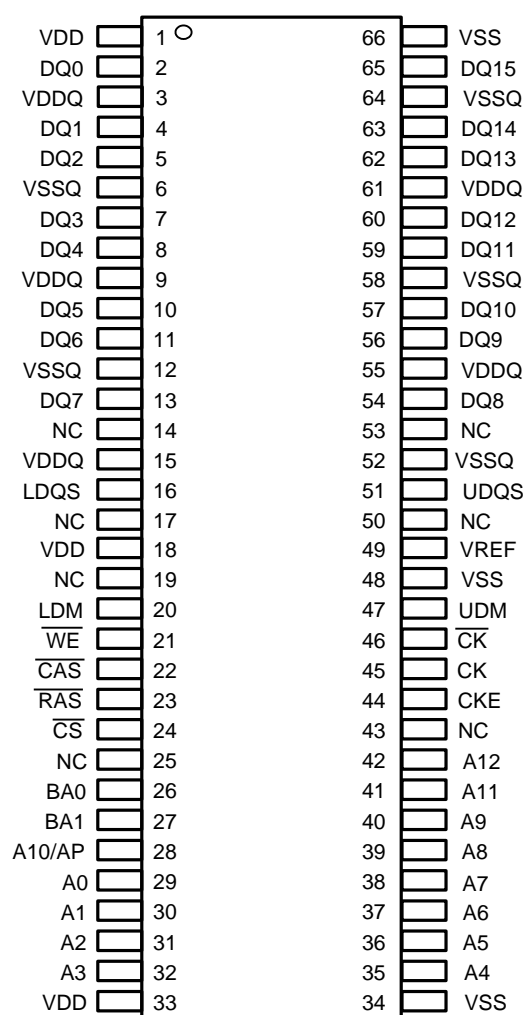 VDD 1 66 VSS
DQ0 2 65 DQ15
VDDQ 3 64 VSSQ
DQ1 4 63 DQ14
DQ2 5 62 DQ13
VSSQ 6 61 VDDQ
DQ3 7 60 DQ12
DQ4 8 59 DQ11
VDDQ 9 58 VSSQ
DQ5 10 57 DQ10
DQ6 11 56 DQ9
VSSQ 12 55 VDDQ
DQ7 13 54 DQ8
NC 14 53 NC
VDDQ 15 52 VSSQ
LDQS 16 51 UDQS
NC 17 50 NC
VDD 18 49 VREF
NC 19 48 VSS
LDM 20 47 UDM
W̅E̅ 21 46 C̅K̅
C̅A̅S̅ 22 45 CK
R̅A̅S̅ 23 44 CKE
C̅S̅ 24 43 NC
NC 25 42 A12
BA0 26 41 A11
BA1 27 40 A9
A10/AP 28 39 A8
A0 29 38 A7
A1 30 37 A6
A2 31 36 A5
A3 32 35 A4
VDD 33 34 VSS